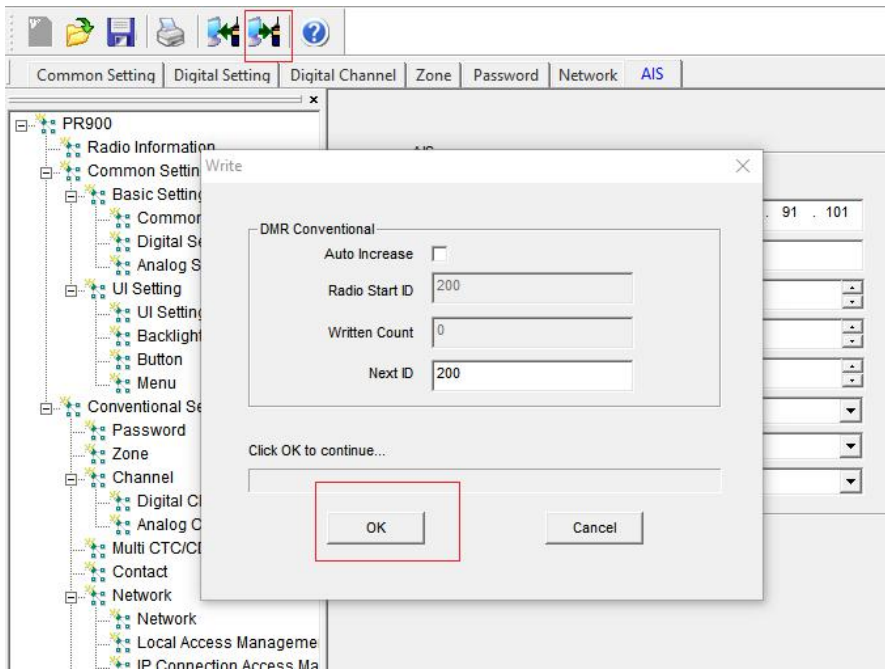 Common Setting Digital Setting Digital Channel Zone Password Network AIS
x
PR900
Radio Information
Common Settin
Basic Setting
Common
Digital Se
Analog S
UI Setting
UI Setting
Backlight
Button
Menu
Conventional Se
Password
Zone
Channel
Digital C
Analog C
Multi CTC/C
Contact
Network
Network
Local Access Manageme
IP Connection Access Ma
Write
DMR Conventional
Auto Increase
Radio Start ID 200
Written Count 0
Next ID 200
Click OK to continue...
OK Cancel
. 91 . 101